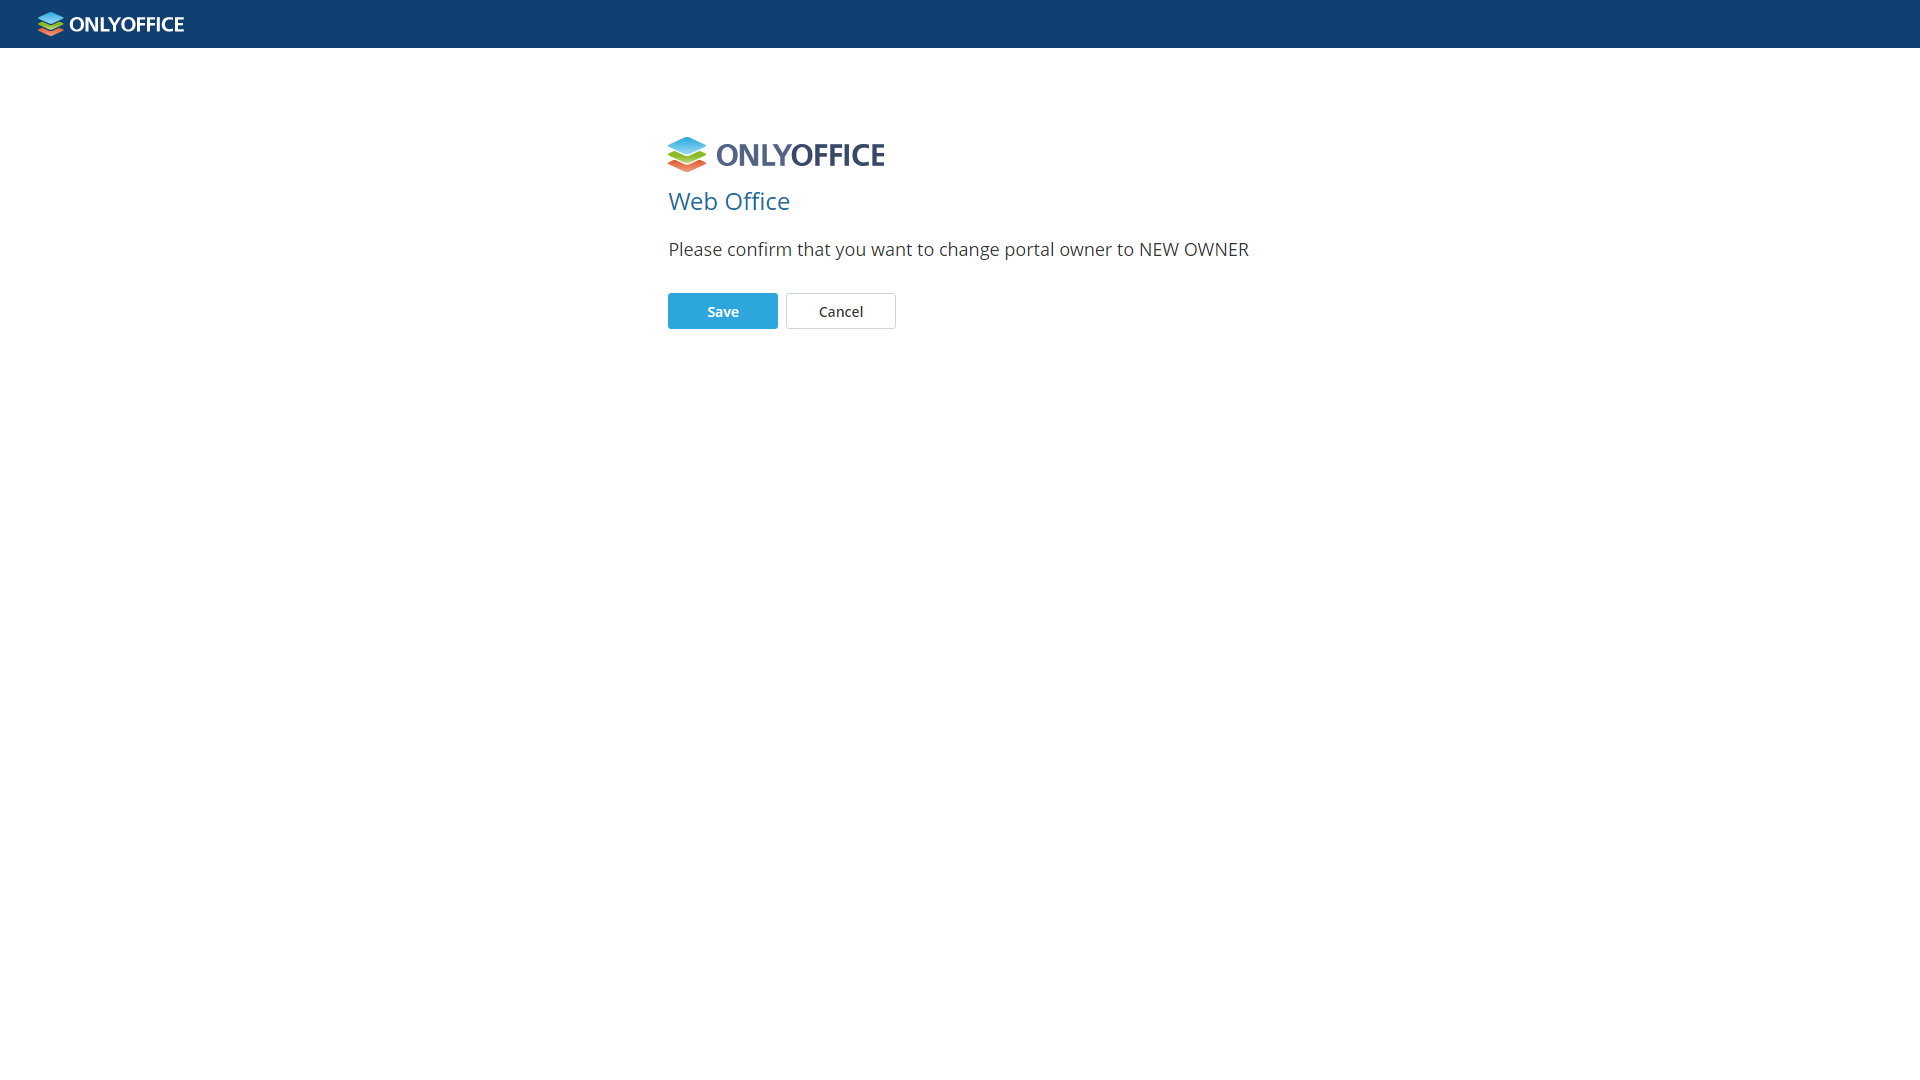 ONLYOFFICE
ONLYOFFICE
Web Office
Please confirm that you want to change portal owner to NEW OWNER
Save Cancel